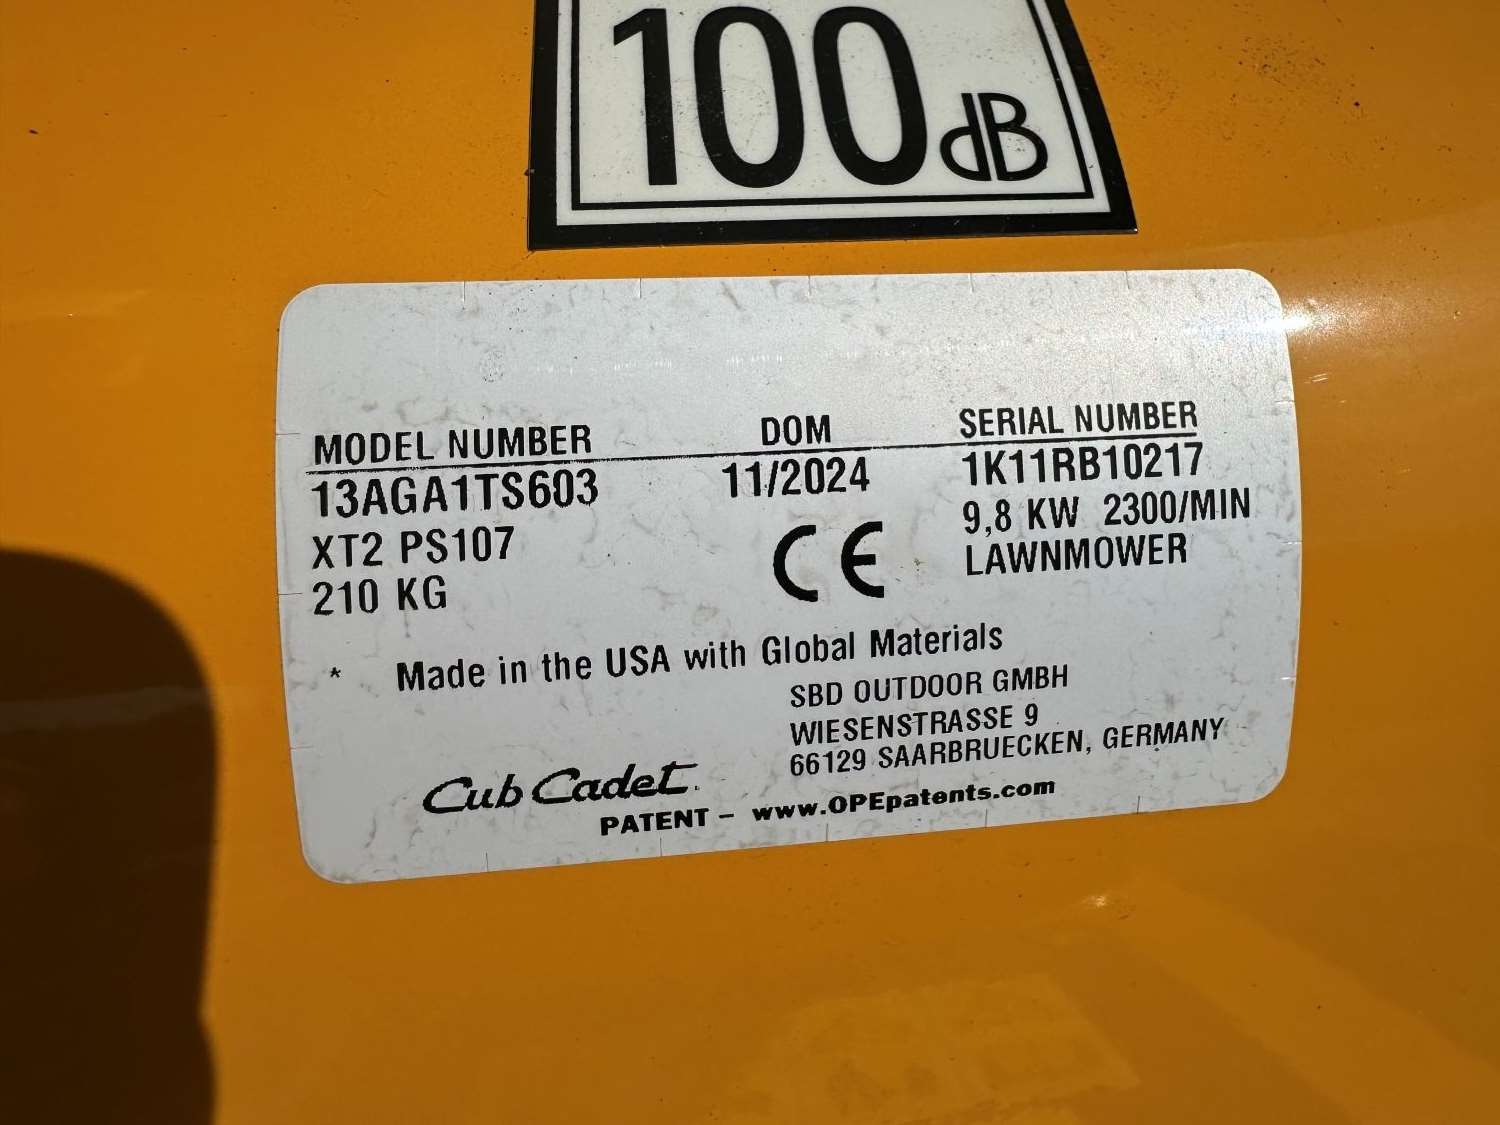 100dB
MODEL NUMBER DOM SERIAL NUMBER
13AGA1TS603 11/2024 1K11RB10217
XT2 PS107 9,8 KW 2300/MIN
210 KG CE LAWNMOWER
* Made in the USA with Global Materials
SBD OUTDOOR GMBH
WIESENSTRASSE 9
66129 SAARBRUECKEN, GERMANY
Cub Cadet
PATENT - www.OPEpatents.com